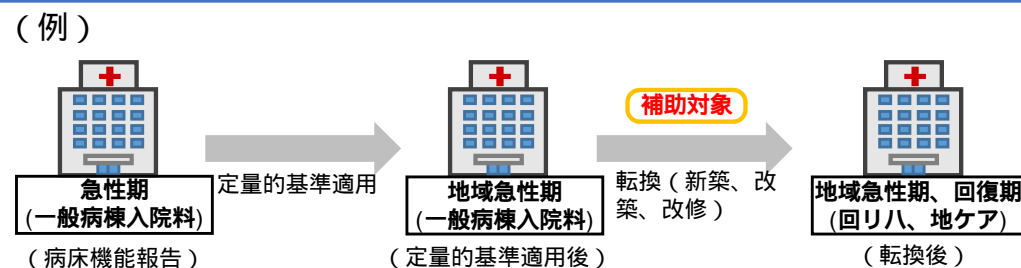 （例）
補助対象
定量的基準適用
転換（新築、改
築、改修）
急性期
(一般病棟入院料)
地域急性期
(一般病棟入院料)
地域急性期、回復期
(回リハ、地ケア)
（病床機能報告）
（定量的基準適用後）
（転換後）